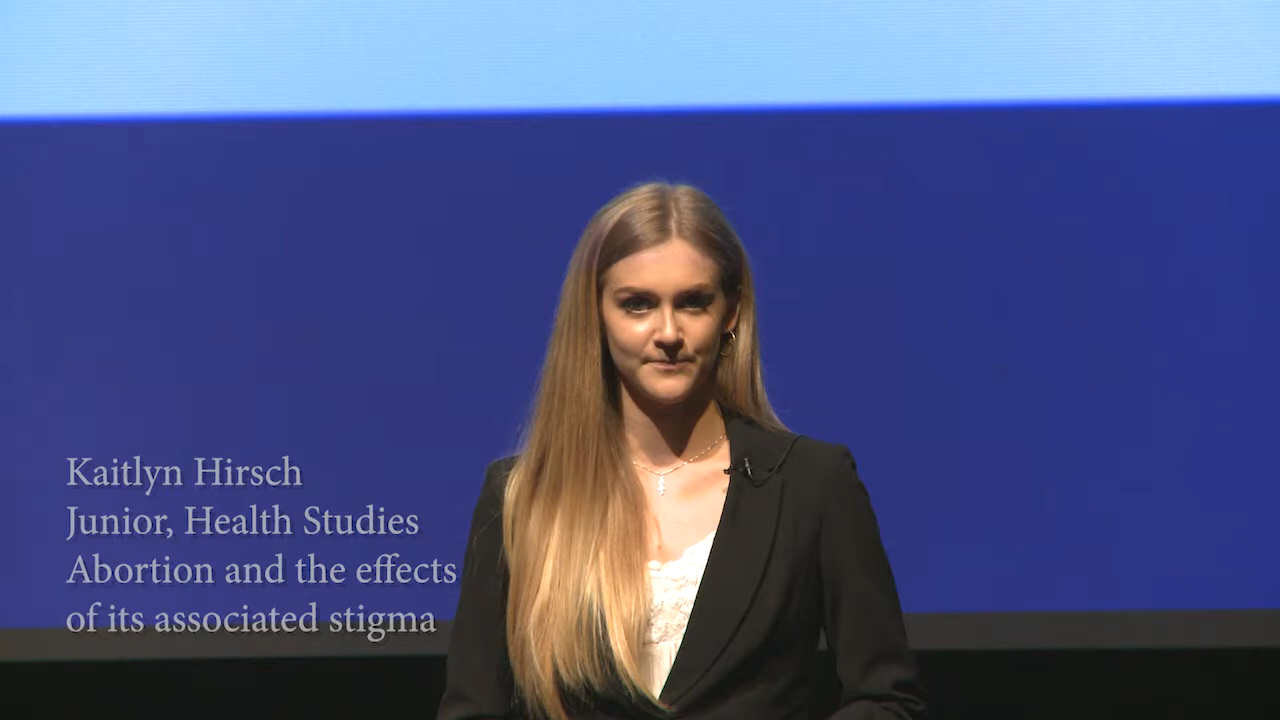 Kaitlyn Hirsch
Junior, Health Studies
Abortion and the effects
of its associated stigma